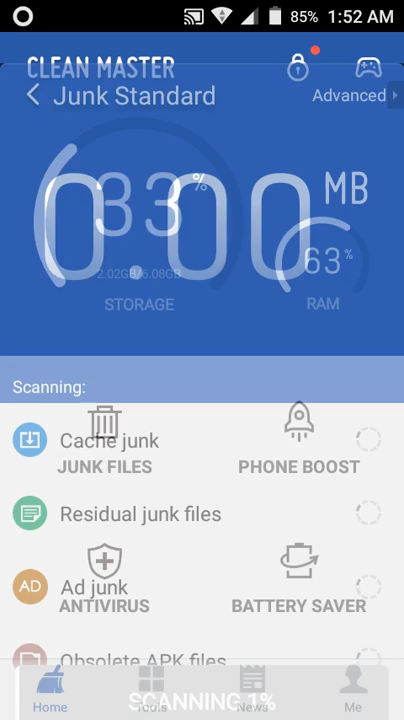 85% 1:52 AM
CLEAN MASTER
Junk Standard Advanced
0.00 MB
33%
63%
2.02GB/6.08GB
STORAGE RAM
Scanning:
Cache junk
JUNK FILES PHONE BOOST
Residual junk files
AD Ad junk
ANTIVIRUS BATTERY SAVER
Obsolete APK files
SCANNING 1%
Home Tools News Me